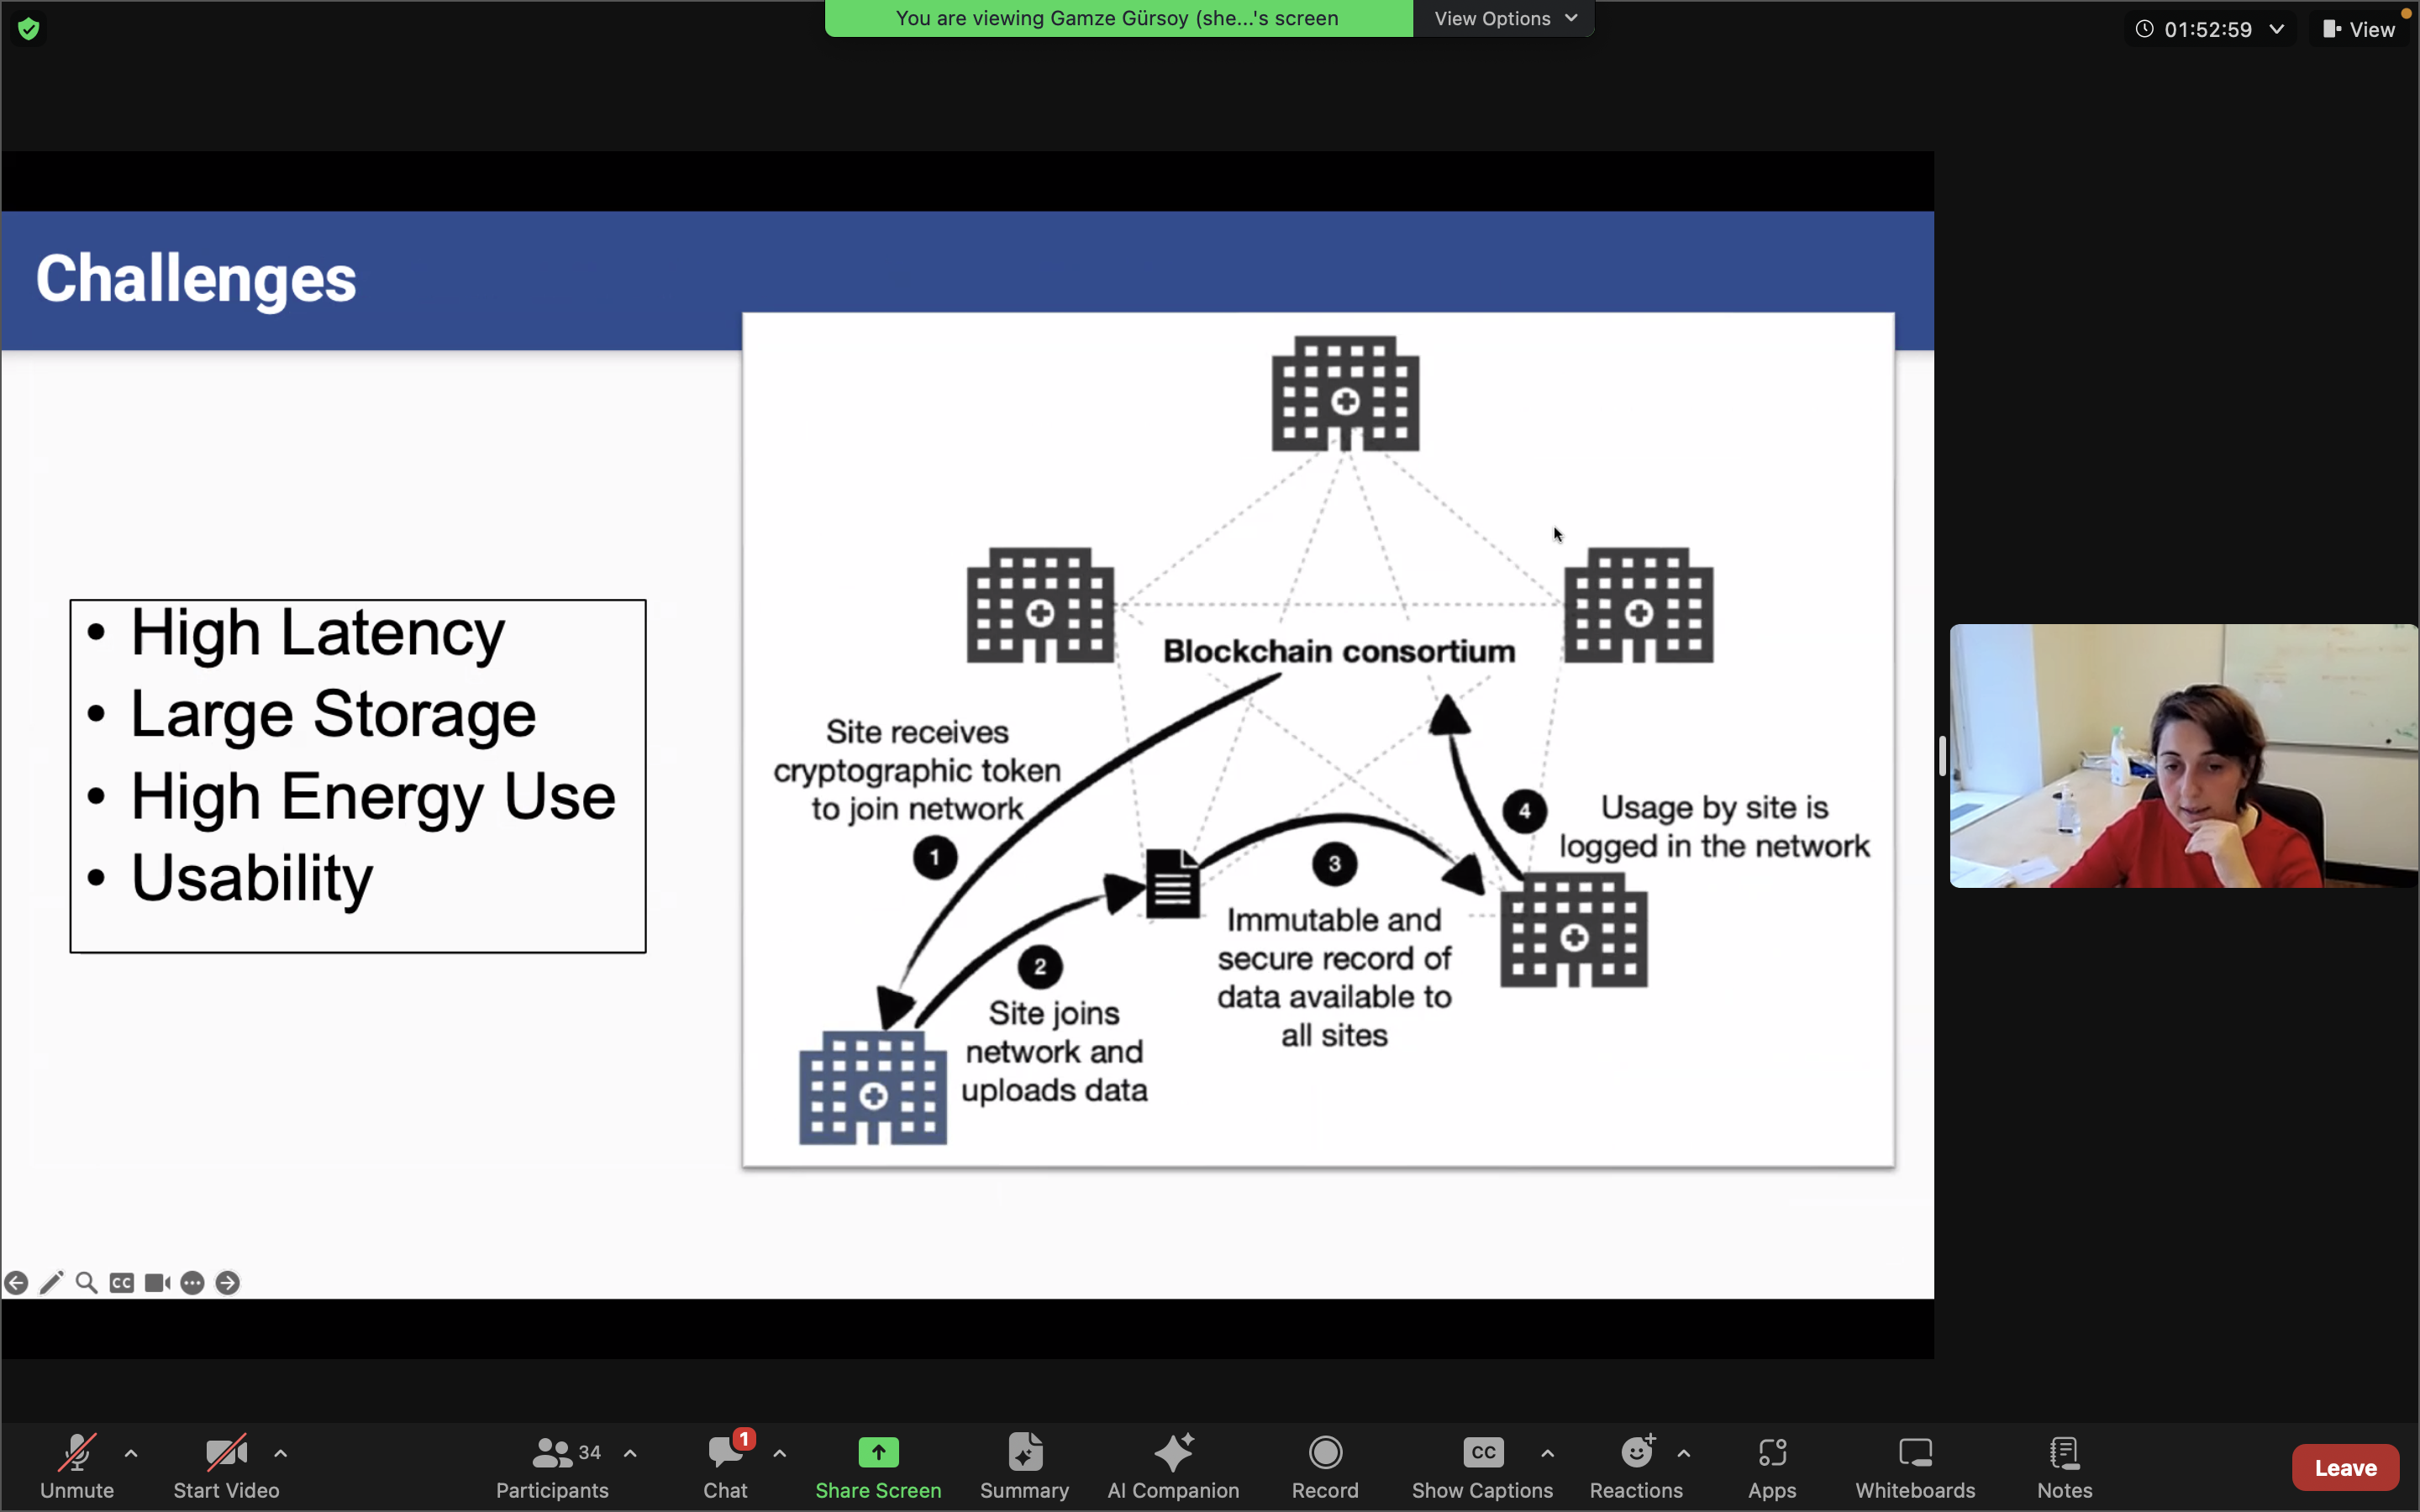 You are viewing Gamze Gürsoy (she...'s screen
View Options
01:52:59
View
Challenges
• High Latency
• Large Storage
• High Energy Use
• Usability
Blockchain consortium
Site receives
cryptographic token
to join network
1
2
Site joins
network and
uploads data
3
Immutable and
secure record of
data available to
all sites
4
Usage by site is
logged in the network
CC
Unmute
Start Video
34
Participants
1
Chat
Share Screen
Summary
AI Companion
Record
CC
Show Captions
Reactions
Apps
Whiteboards
Notes
Leave